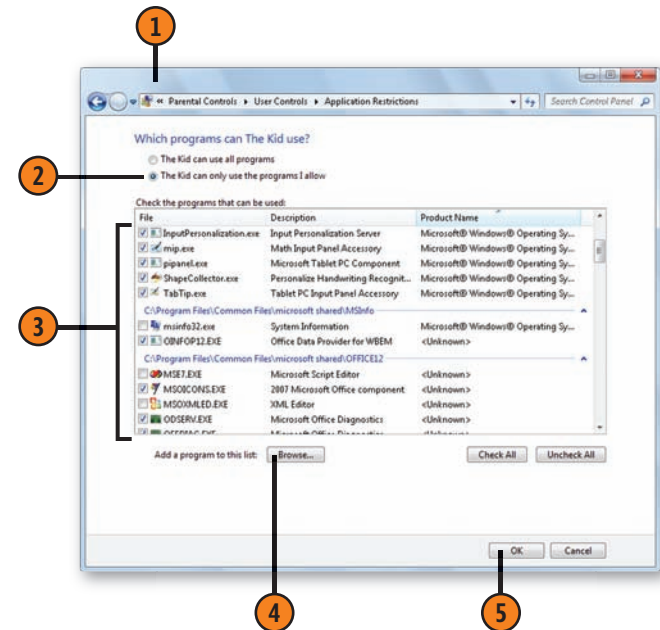 1
« Parental Controls ▸ User Controls ▸ Application Restrictions
Search Control Panel
Which programs can The Kid use?
The Kid can use all programs
2
The Kid can only use the programs I allow
Check the programs that can be used:
File Description Product Name
InputPersonalization.exe Input Personalization Server Microsoft® Windows® Operating Sy...
mip.exe Math Input Panel Accessory Microsoft® Windows® Operating Sy...
pipanel.exe Microsoft Tablet PC Component Microsoft® Windows® Operating Sy...
ShapeCollector.exe Personalize Handwriting Recognit... Microsoft® Windows® Operating Sy...
TabTip.exe Tablet PC Input Panel Accessory Microsoft® Windows® Operating Sy...
C:\Program Files\Common Files\microsoft shared\MSInfo
3
msinfo32.exe System Information Microsoft® Windows® Operating Sy...
OINFOP12.EXE Office Data Provider for WBEM <Unknown>
C:\Program Files\Common Files\microsoft shared\OFFICE12
MSE7.EXE Microsoft Script Editor <Unknown>
MSOICONS.EXE 2007 Microsoft Office component <Unknown>
MSOXMLED.EXE XML Editor <Unknown>
ODSERV.EXE Microsoft Office Diagnostics <Unknown>
Add a program to this list: Browse... Check All Uncheck All
OK Cancel
4 5